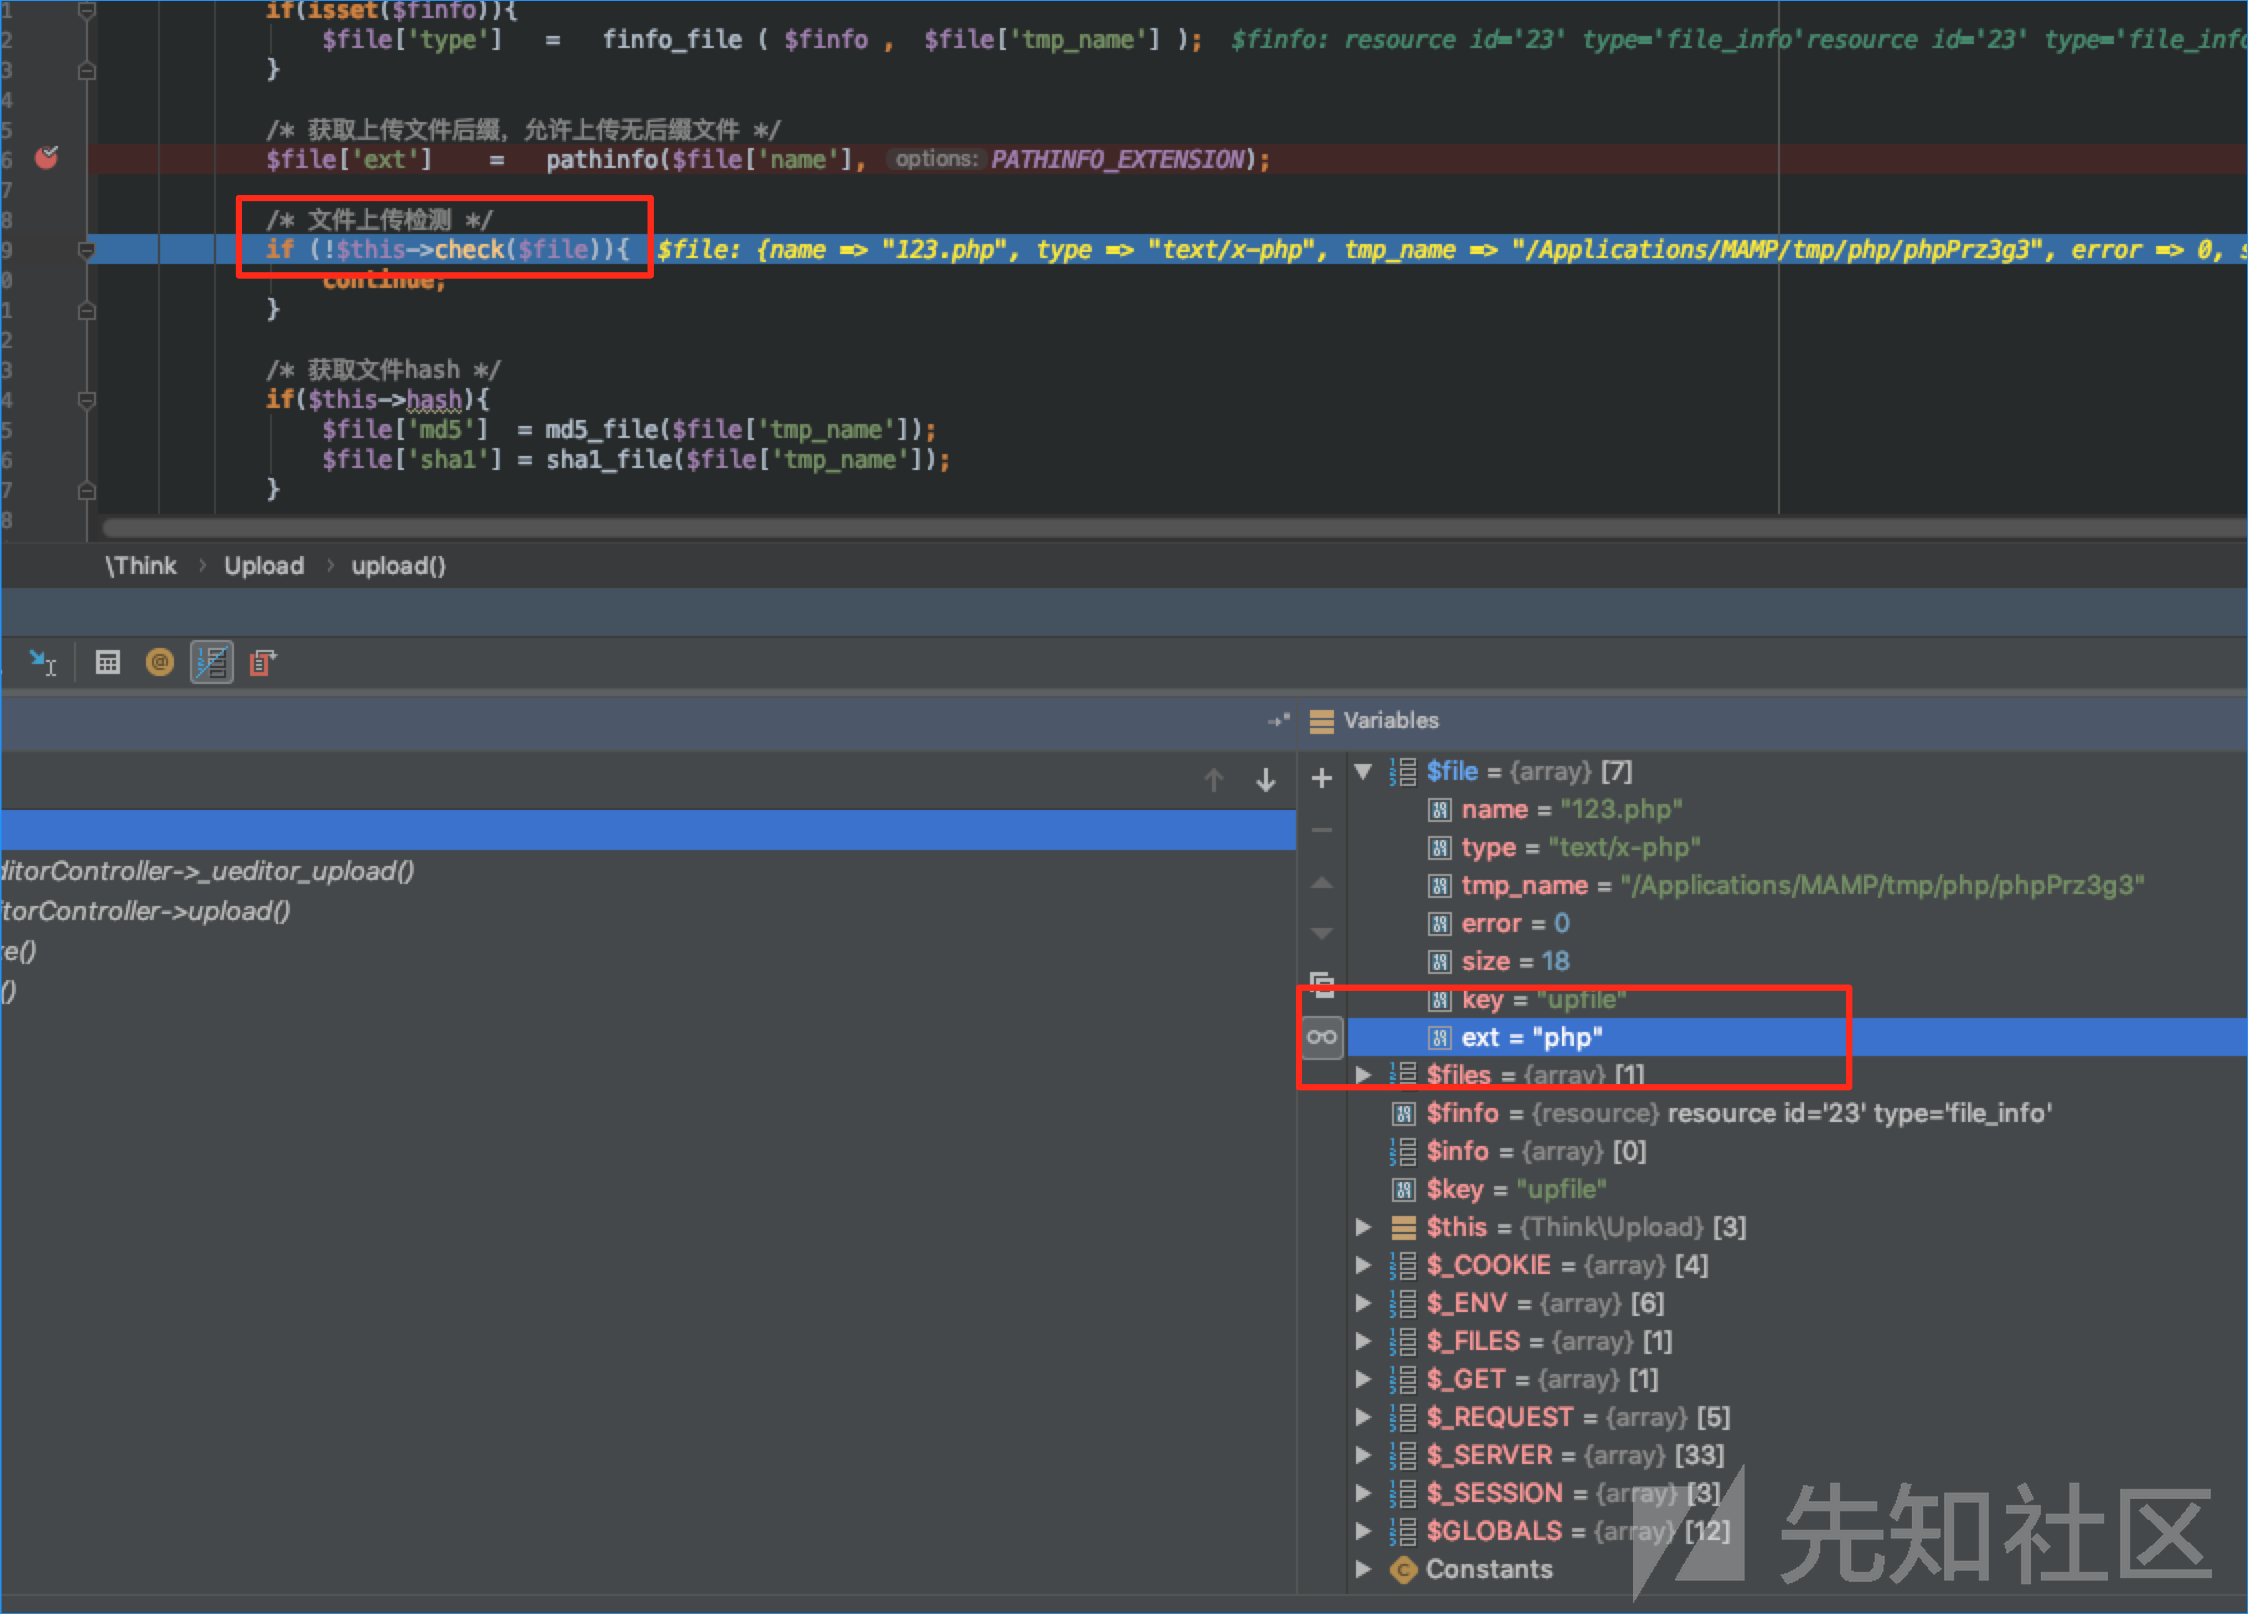 1 if(isset($finfo)){
2 $file['type'] = finfo_file ( $finfo , $file['tmp_name'] ); $finfo: resource id='23' type='file_info'resource id='23' type='file_info
3 }
4
5 /* 获取上传文件后缀，允许上传无后缀文件 */
6 $file['ext'] = pathinfo($file['name'], options: PATHINFO_EXTENSION);
7
8 /* 文件上传检测 */
9 if (!$this->check($file)){ $file: {name => "123.php", type => "text/x-php", tmp_name => "/Applications/MAMP/tmp/php/phpPrz3g3", error => 0, s
0 continue;
1 }
2
3 /* 获取文件hash */
4 if($this->hash){
5 $file['md5'] = md5_file($file['tmp_name']);
6 $file['sha1'] = sha1_file($file['tmp_name']);
7 }
8
\Think › Upload › upload()
Variables
ditorController->_ueditor_upload()
torController->upload()
te()
()
$file = {array} [7]
name = "123.php"
type = "text/x-php"
tmp_name = "/Applications/MAMP/tmp/php/phpPrz3g3"
error = 0
size = 18
key = "upfile"
ext = "php"
$files = {array} [1]
$finfo = {resource} resource id='23' type='file_info'
$info = {array} [0]
$key = "upfile"
$this = {Think\Upload} [3]
$_COOKIE = {array} [4]
$_ENV = {array} [6]
$_FILES = {array} [1]
$_GET = {array} [1]
$_REQUEST = {array} [5]
$_SERVER = {array} [33]
$_SESSION = {array} [3]
$GLOBALS = {array} [12]
Constants
先知社区